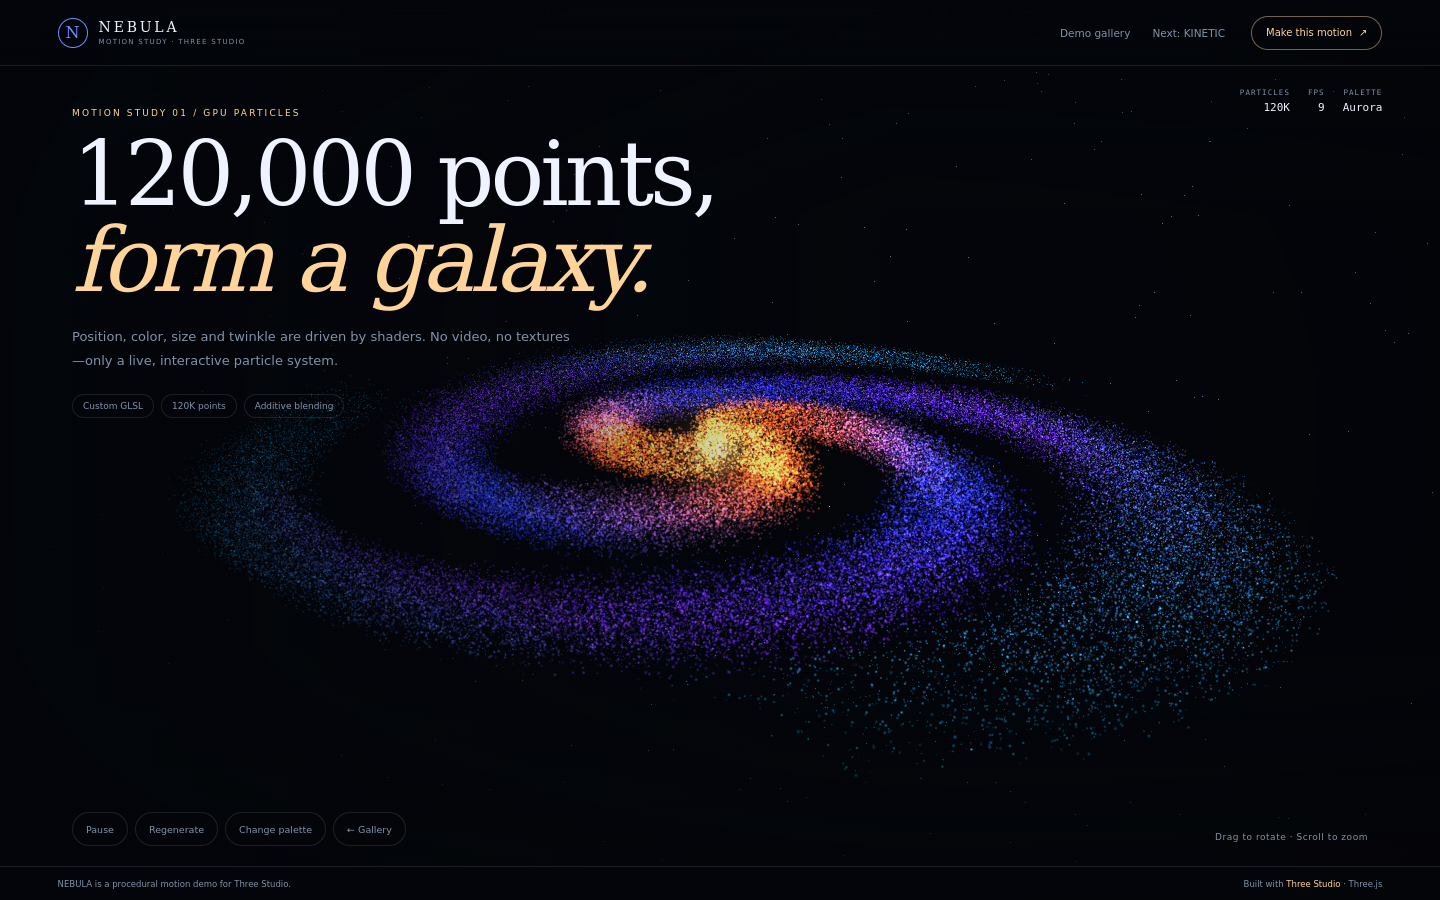 N
NEBULA
MOTION STUDY · THREE STUDIO
Demo gallery
Next: KINETIC
Make this motion ↗
PARTICLES FPS PALETTE
120K 9 Aurora
MOTION STUDY 01 / GPU PARTICLES
120,000 points,
form a galaxy.
Position, color, size and twinkle are driven by shaders. No video, no textures
—only a live, interactive particle system.
Custom GLSL
120K points
Additive blending
Pause
Regenerate
Change palette
← Gallery
Drag to rotate · Scroll to zoom
NEBULA is a procedural motion demo for Three Studio.
Built with Three Studio · Three.js